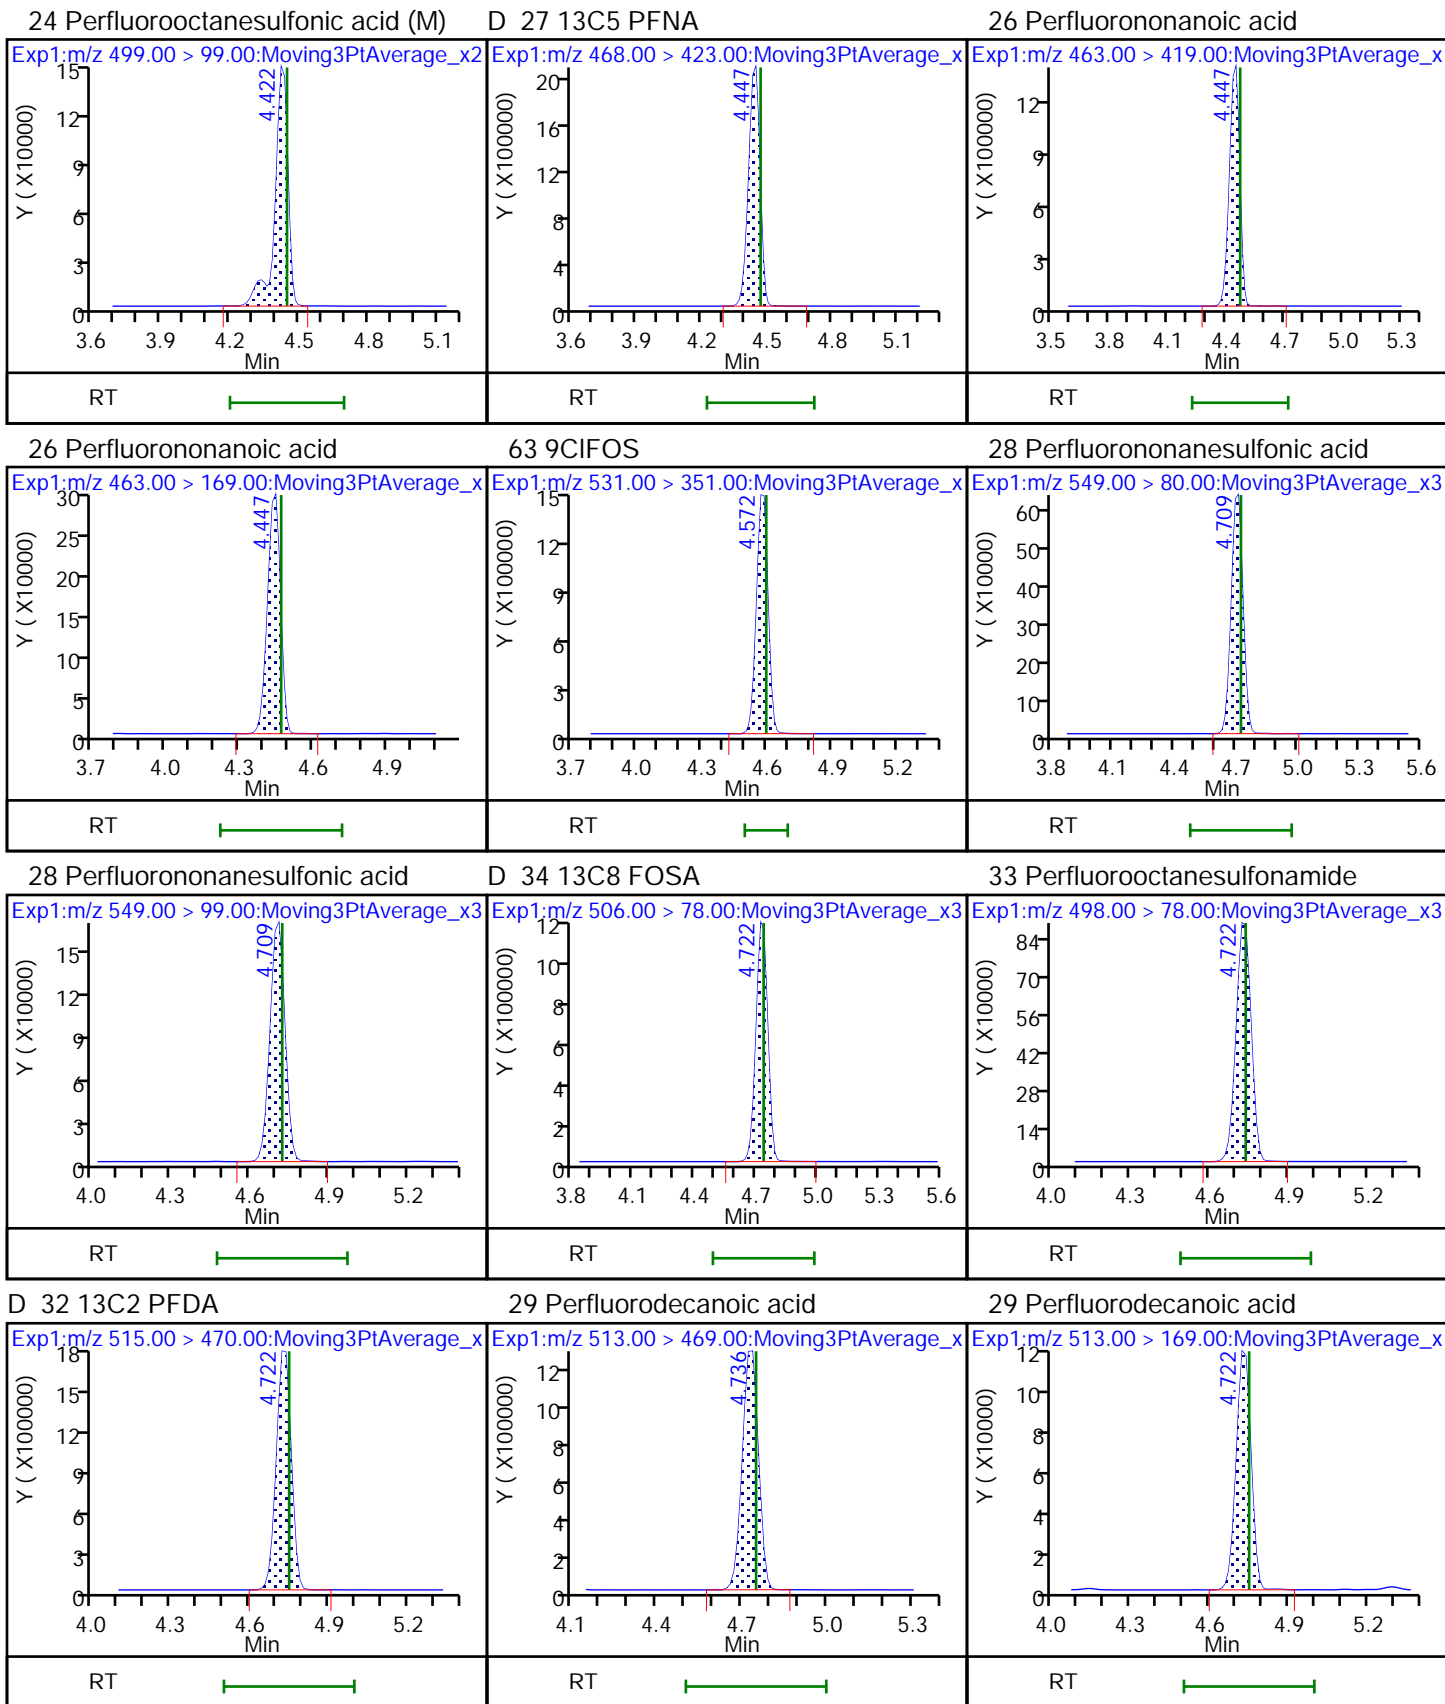 24 Perfluorooctanesulfonic acid (M)
Exp1:m/z 499.00 > 99.00:Moving3PtAverage_x2
Y ( X100000)
15
12
9
6
3
0
4.422
3.6 3.9 4.2 4.5 4.8 5.1
Min
RT
D 27 13C5 PFNA
Exp1:m/z 468.00 > 423.00:Moving3PtAverage_x
Y ( X100000)
20
16
12
8
4
0
4.447
3.6 3.9 4.2 4.5 4.8 5.1
Min
RT
26 Perfluorononanoic acid
Exp1:m/z 463.00 > 419.00:Moving3PtAverage_x
Y ( X100000)
12
9
6
3
0
4.447
3.5 3.8 4.1 4.4 4.7 5.0 5.3
Min
RT
26 Perfluorononanoic acid
Exp1:m/z 463.00 > 169.00:Moving3PtAverage_x
Y ( X10000)
30
25
20
15
10
5
0
4.447
3.7 4.0 4.3 4.6 4.9
Min
RT
63 9ClFOS
Exp1:m/z 531.00 > 351.00:Moving3PtAverage_x
Y ( X100000)
15
12
9
6
3
0
4.572
3.7 4.0 4.3 4.6 4.9 5.2
Min
RT
28 Perfluorononanesulfonic acid
Exp1:m/z 549.00 > 80.00:Moving3PtAverage_x3
Y ( X10000)
60
50
40
30
20
10
0
4.709
3.8 4.1 4.4 4.7 5.0 5.3 5.6
Min
RT
28 Perfluorononanesulfonic acid
Exp1:m/z 549.00 > 99.00:Moving3PtAverage_x3
Y ( X10000)
15
12
9
6
3
0
4.709
4.0 4.3 4.6 4.9 5.2
Min
RT
D 34 13C8 FOSA
Exp1:m/z 506.00 > 78.00:Moving3PtAverage_x3
Y ( X100000)
12
10
8
6
4
2
0
4.722
3.8 4.1 4.4 4.7 5.0 5.3 5.6
Min
RT
33 Perfluorooctanesulfonamide
Exp1:m/z 498.00 > 78.00:Moving3PtAverage_x3
Y ( X10000)
84
70
56
42
28
14
0
4.722
4.0 4.3 4.6 4.9 5.2
Min
RT
D 32 13C2 PFDA
Exp1:m/z 515.00 > 470.00:Moving3PtAverage_x
Y ( X100000)
18
15
12
9
6
3
0
4.722
4.0 4.3 4.6 4.9 5.2
Min
RT
29 Perfluorodecanoic acid
Exp1:m/z 513.00 > 469.00:Moving3PtAverage_x
Y ( X100000)
12
10
8
6
4
2
0
4.736
4.1 4.4 4.7 5.0 5.3
Min
RT
29 Perfluorodecanoic acid
Exp1:m/z 513.00 > 169.00:Moving3PtAverage_x
Y ( X10000)
12
10
8
6
4
2
0
4.722
4.0 4.3 4.6 4.9 5.2
Min
RT